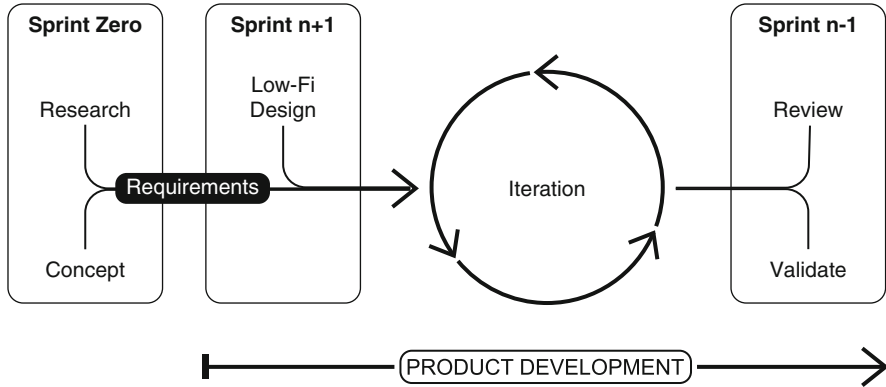 Sprint Zero
Research
Concept
Requirements
Sprint n+1
Low-Fi
Design
Iteration
Sprint n-1
Review
Validate
PRODUCT DEVELOPMENT